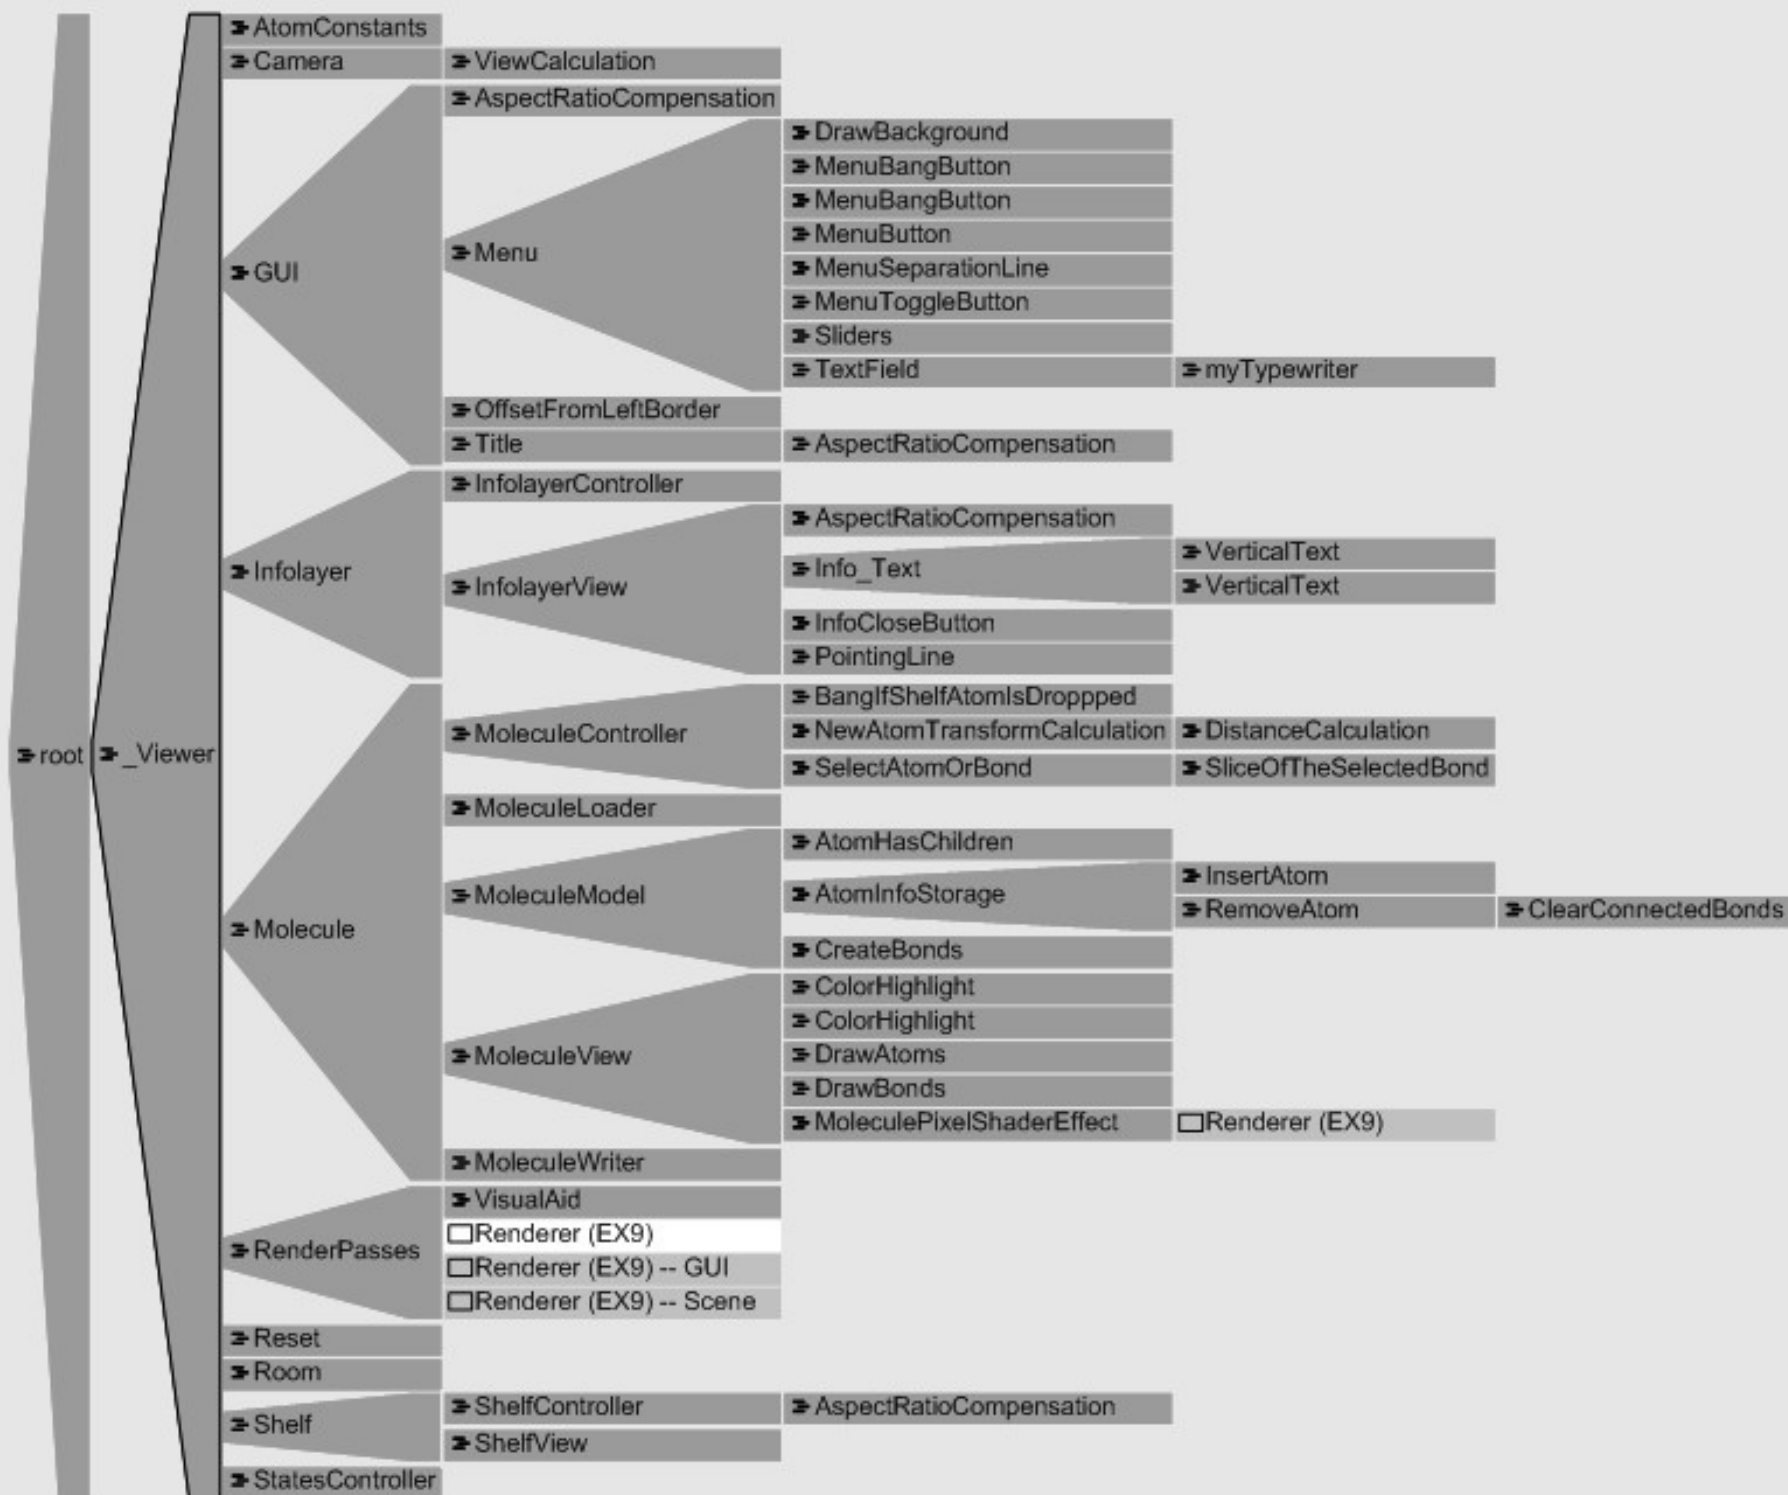 root
_Viewer
AtomConstants
Camera
ViewCalculation
GUI
AspectRatioCompensation
Menu
DrawBackground
MenuBangButton
MenuBangButton
MenuButton
MenuSeparationLine
MenuToggleButton
Sliders
TextField
myTypewriter
OffsetFromLeftBorder
Title
AspectRatioCompensation
Infolayer
InfolayerController
InfolayerView
AspectRatioCompensation
Info_Text
VerticalText
VerticalText
InfoCloseButton
PointingLine
Molecule
MoleculeController
BangIfShelfAtomIsDroppped
NewAtomTransformCalculation
DistanceCalculation
SelectAtomOrBond
SliceOfTheSelectedBond
MoleculeLoader
MoleculeModel
AtomHasChildren
AtomInfoStorage
InsertAtom
RemoveAtom
ClearConnectedBonds
CreateBonds
MoleculeView
ColorHighlight
ColorHighlight
DrawAtoms
DrawBonds
MoleculePixelShaderEffect
Renderer (EX9)
MoleculeWriter
RenderPasses
VisualAid
Renderer (EX9)
Renderer (EX9) -- GUI
Renderer (EX9) -- Scene
Reset
Room
Shelf
ShelfController
AspectRatioCompensation
ShelfView
StatesController